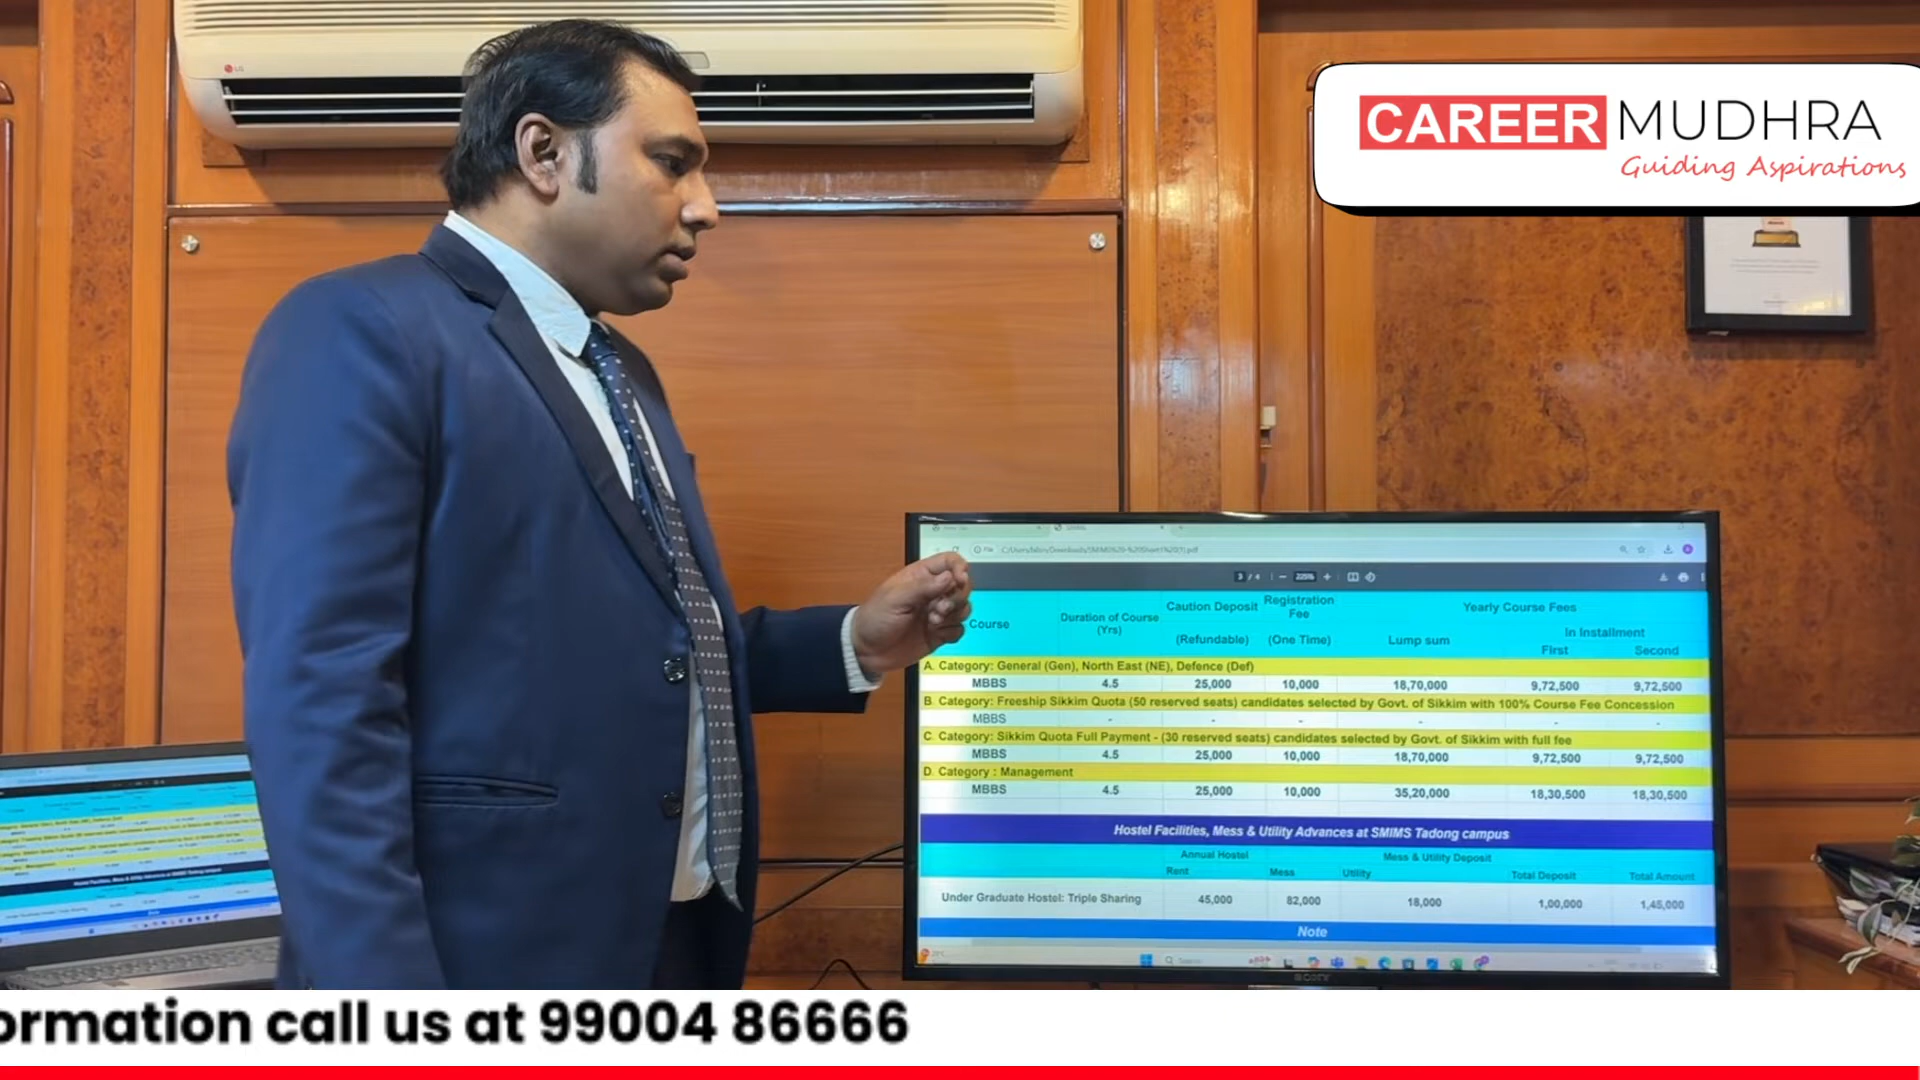 LG
CAREER MUDHRA
Guiding Aspirations
File C:/Users/
3 / 4 225%
Course Duration of Course (Yrs) Caution Deposit (Refundable) Registration Fee (One Time) Yearly Course Fees
Lump sum In Installment
First Second
A. Category: General (Gen), North East (NE), Defence (Def)
MBBS 4.5 25,000 10,000 18,70,000 9,72,500 9,72,500
B. Category: Freeship Sikkim Quota (50 reserved seats) candidates selected by Govt. of Sikkim with 100% Course Fee Concession
MBBS - - - - - -
C. Category: Sikkim Quota Full Payment - (30 reserved seats) candidates selected by Govt. of Sikkim with full fee
MBBS 4.5 25,000 10,000 18,70,000 9,72,500 9,72,500
D. Category : Management
MBBS 4.5 25,000 10,000 35,20,000 18,30,500 18,30,500
Hostel Facilities, Mess & Utility Advances at SMIMS Tadong campus
Annual Hostel Mess & Utility Deposit
Rent Mess Utility Total Deposit Total Amount
Under Graduate Hostel: Triple Sharing 45,000 82,000 18,000 1,00,000 1,45,000
Note
Search
SONY
ormation call us at 99004 86666